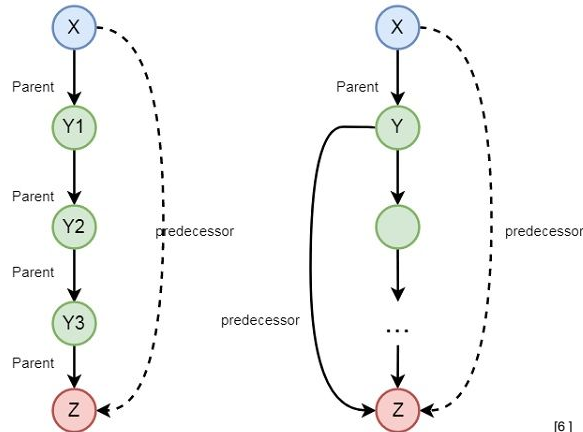 X
Parent
Y1
Parent
Y2
predecessor
Parent
Y3
Parent
Z
X
Parent
Y
predecessor
predecessor
...
Z
[6]